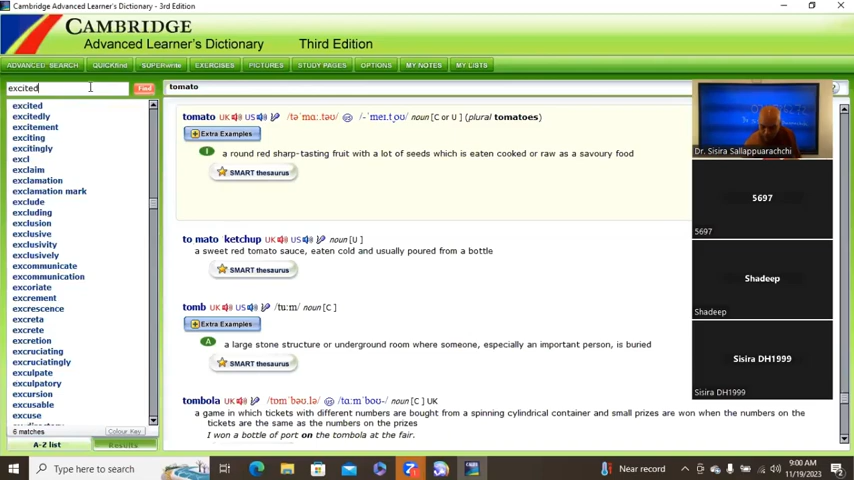 Cambridge Advanced Learner's Dictionary - 3rd Edition
CAMBRIDGE
Advanced Learner's Dictionary Third Edition
ADVANCED SEARCH QUICKfind SUPERwrite EXERCISES PICTURES STUDY PAGES OPTIONS MY NOTES MY LISTS
excited Find
tomato
excited
excitedly
excitement
exciting
excitingly
excl
exclaim
exclamation
exclamation mark
exclude
excluding
exclusion
exclusive
exclusivity
exclusively
excommunicate
excommunication
excoriate
excrement
excrescence
excreta
excrete
excretion
excruciating
excruciatingly
exculpate
exculpatory
excursion
excusable
excuse
6 matches Colour Key
A-Z list Results
tomato UK US /təˈmɑː.təʊ/ /-ˈmeɪ.t̬oʊ/ noun [C or U] (plural tomatoes)
Extra Examples
I a round red sharp-tasting fruit with a lot of seeds which is eaten cooked or raw as a savoury food
SMART thesaurus
to mato ˈketchup UK US noun [U ]
a sweet red tomato sauce, eaten cold and usually poured from a bottle
SMART thesaurus
tomb UK US /tuːm/ noun [C ]
Extra Examples
A a large stone structure or underground room where someone, especially an important person, is buried
SMART thesaurus
tombola UK /tɒmˈbəʊ.lə/ /tɑːmˈboʊ-/ noun [C] UK
a game in which tickets with different numbers are bought from a spinning cylindrical container and small prizes are won when the numbers on the
tickets are the same as the numbers on the prizes
I won a bottle of port on the tombola at the fair.
Dr. Sisira Sallappuarachchi
5697
5697
Shadeep
Shadeep
Sisira DH1999
Sisira DH1999
Type here to search
Near record
9:00 AM
11/19/2023
2